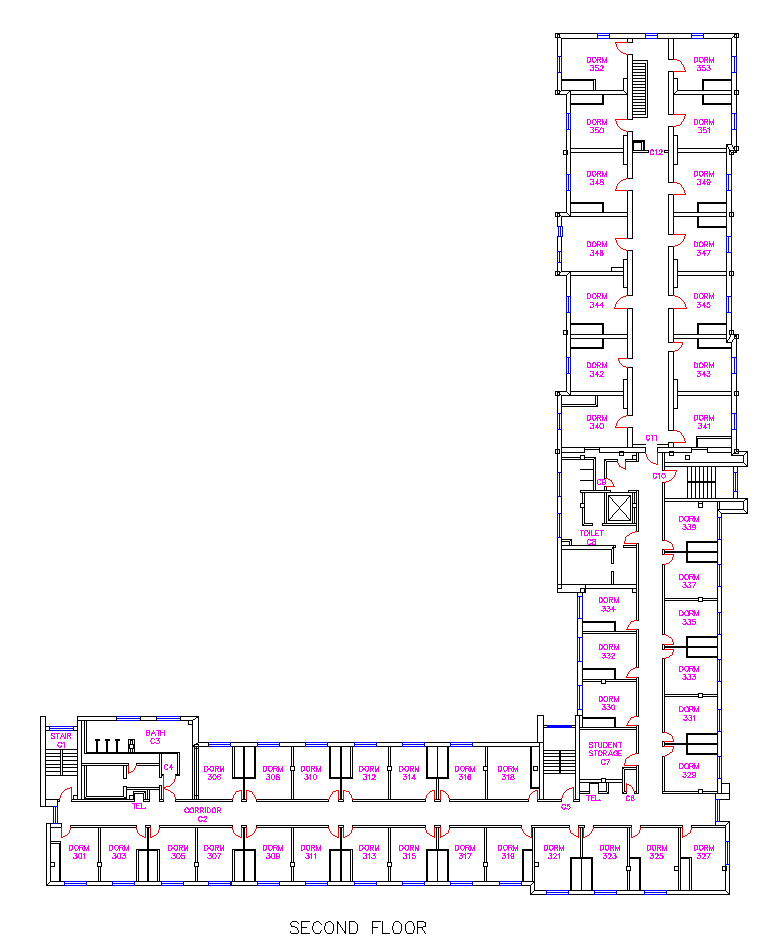 DORM
352
DORM
353
DORM
350
DORM
351
C12
DORM
348
DORM
349
DORM
346
DORM
347
DORM
344
DORM
345
DORM
342
DORM
343
DORM
340
DORM
341
C11
C10
C9
DORM
339
TOILET
C8
DORM
337
DORM
334
DORM
335
DORM
332
DORM
333
DORM
330
DORM
331
STAIR
C1
BATH
C3
STUDENT
STORAGE
C7
C4
DORM
306
DORM
308
DORM
310
DORM
312
DORM
314
DORM
316
DORM
318
DORM
329
TEL.
CORRIDOR
C2
C5
TEL.
C6
DORM
301
DORM
303
DORM
305
DORM
307
DORM
309
DORM
311
DORM
313
DORM
315
DORM
317
DORM
319
DORM
321
DORM
323
DORM
325
DORM
327
SECOND FLOOR